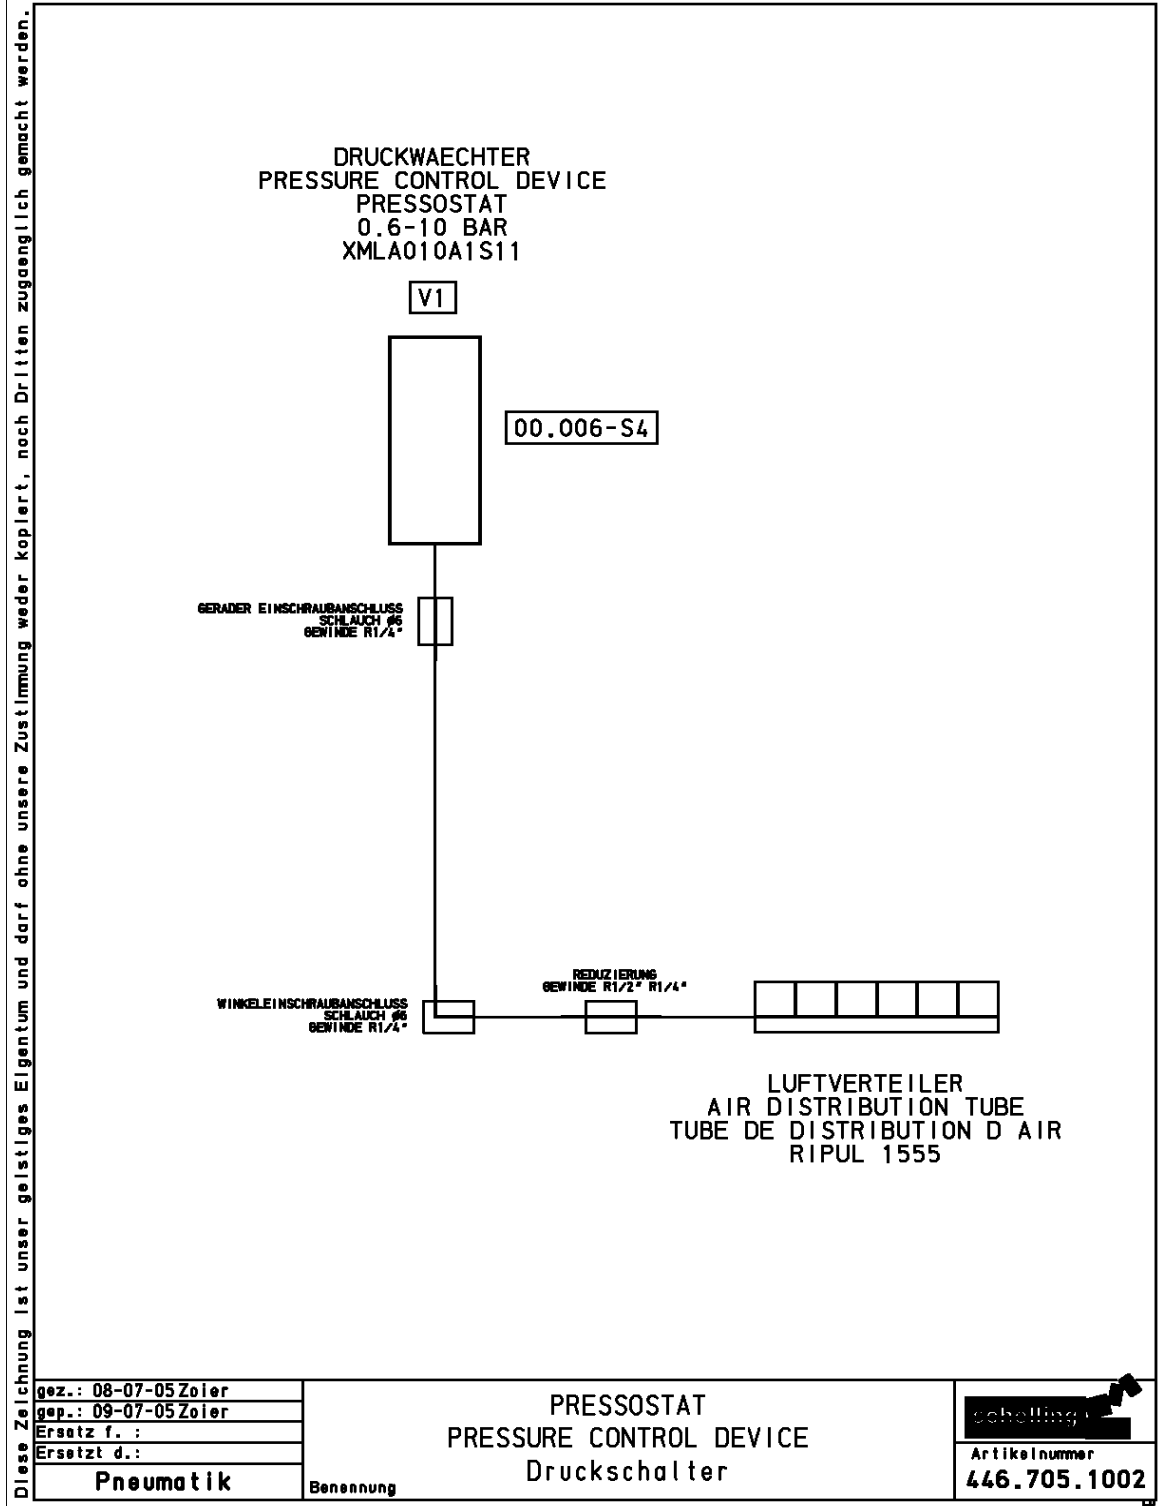 Diese Zeichnung ist unser geistiges Eigentum und darf ohne unsere Zustimmung weder kopiert, noch Dritten zugaenglich gemacht werden.
DRUCKWAECHTER
PRESSURE CONTROL DEVICE
PRESSOSTAT
0.6-10 BAR
XMLA010A1S11
V1
00.006-S4
GERADER EINSCHRAUBANSCHLUSS
SCHLAUCH ø6
GEWINDE R1/4"
REDUZIERUNG
GEWINDE R1/2" R1/4"
WINKELEINSCHRAUBANSCHLUSS
SCHLAUCH ø6
GEWINDE R1/4"
LUFTVERTEILER
AIR DISTRIBUTION TUBE
TUBE DE DISTRIBUTION D AIR
RIPUL 1555
gez.: 08-07-05 Zoier
gep.: 09-07-05 Zoier
Ersatz f. :
Ersetzt d.:
Pneumatik
Benennung
PRESSOSTAT
PRESSURE CONTROL DEVICE
Druckschalter
schelling
Artikelnummer
446.705.1002